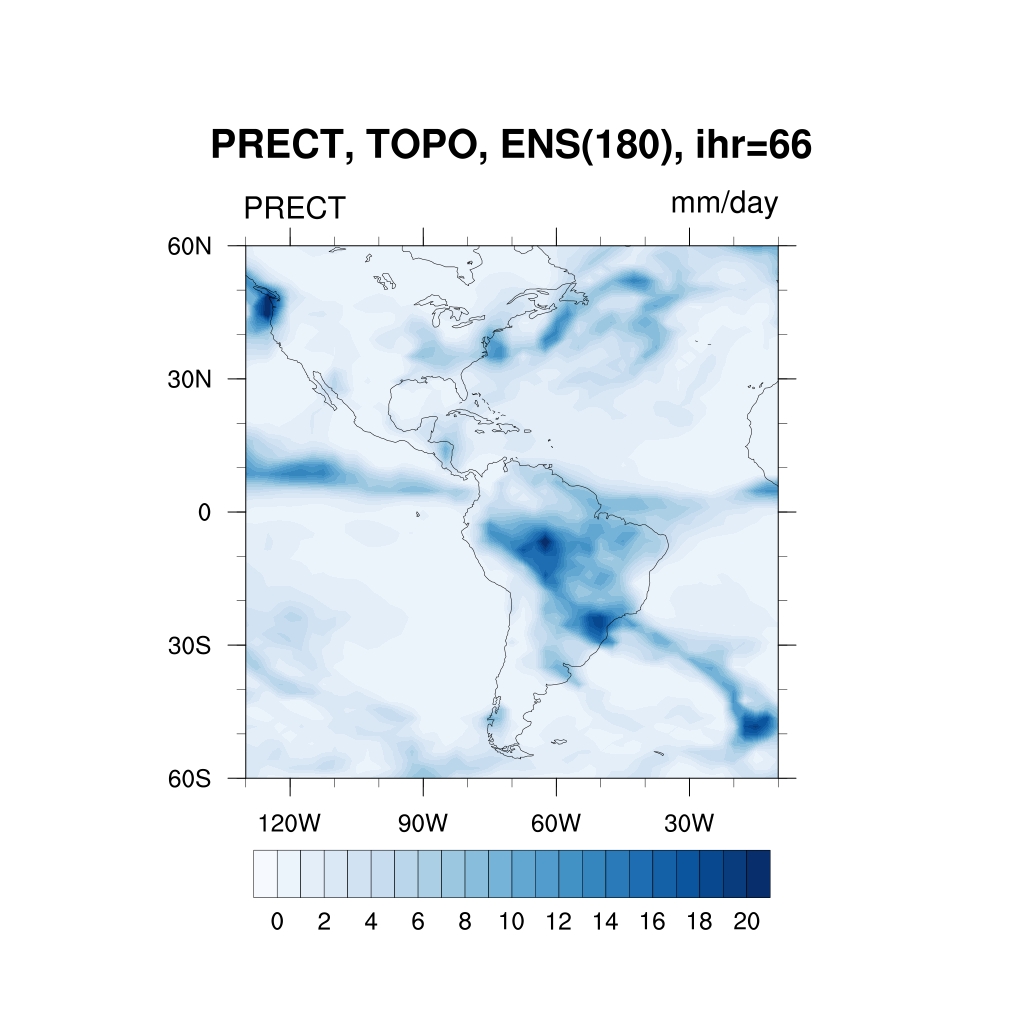 PRECT, TOPO, ENS(180), ihr=66
PRECT mm/day
60N
30N
0
30S
60S
120W 90W 60W 30W
0 2 4 6 8 10 12 14 16 18 20